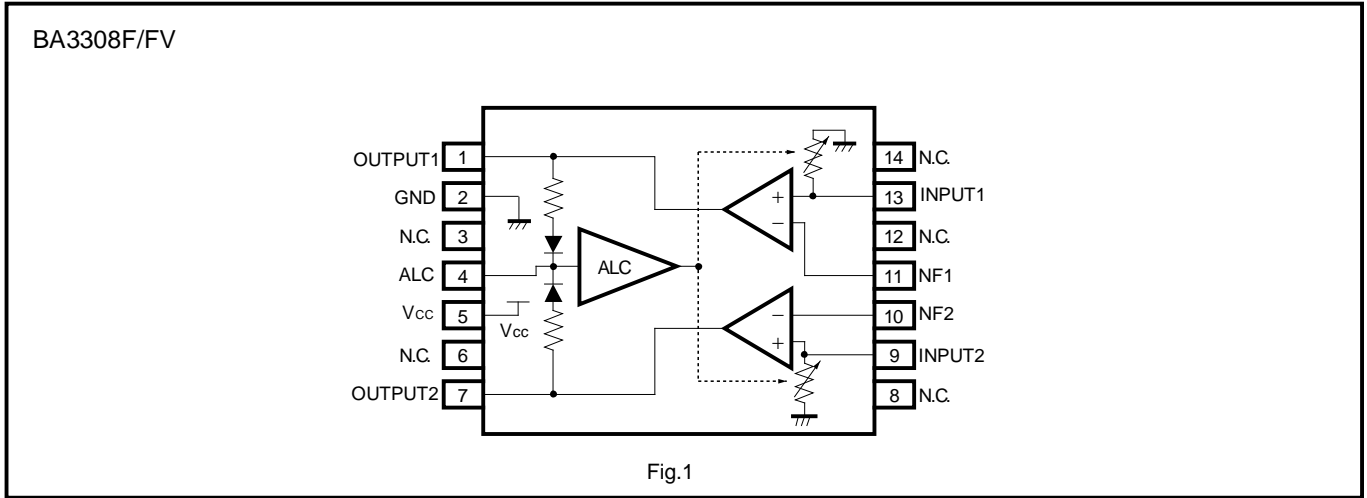 BA3308F/FV
OUTPUT1 1
GND 2
N.C. 3
ALC 4
Vcc 5
N.C. 6
OUTPUT2 7
Vcc
ALC
+
−
−
+
14 N.C.
13 INPUT1
12 N.C.
11 NF1
10 NF2
9 INPUT2
8 N.C.
Fig.1